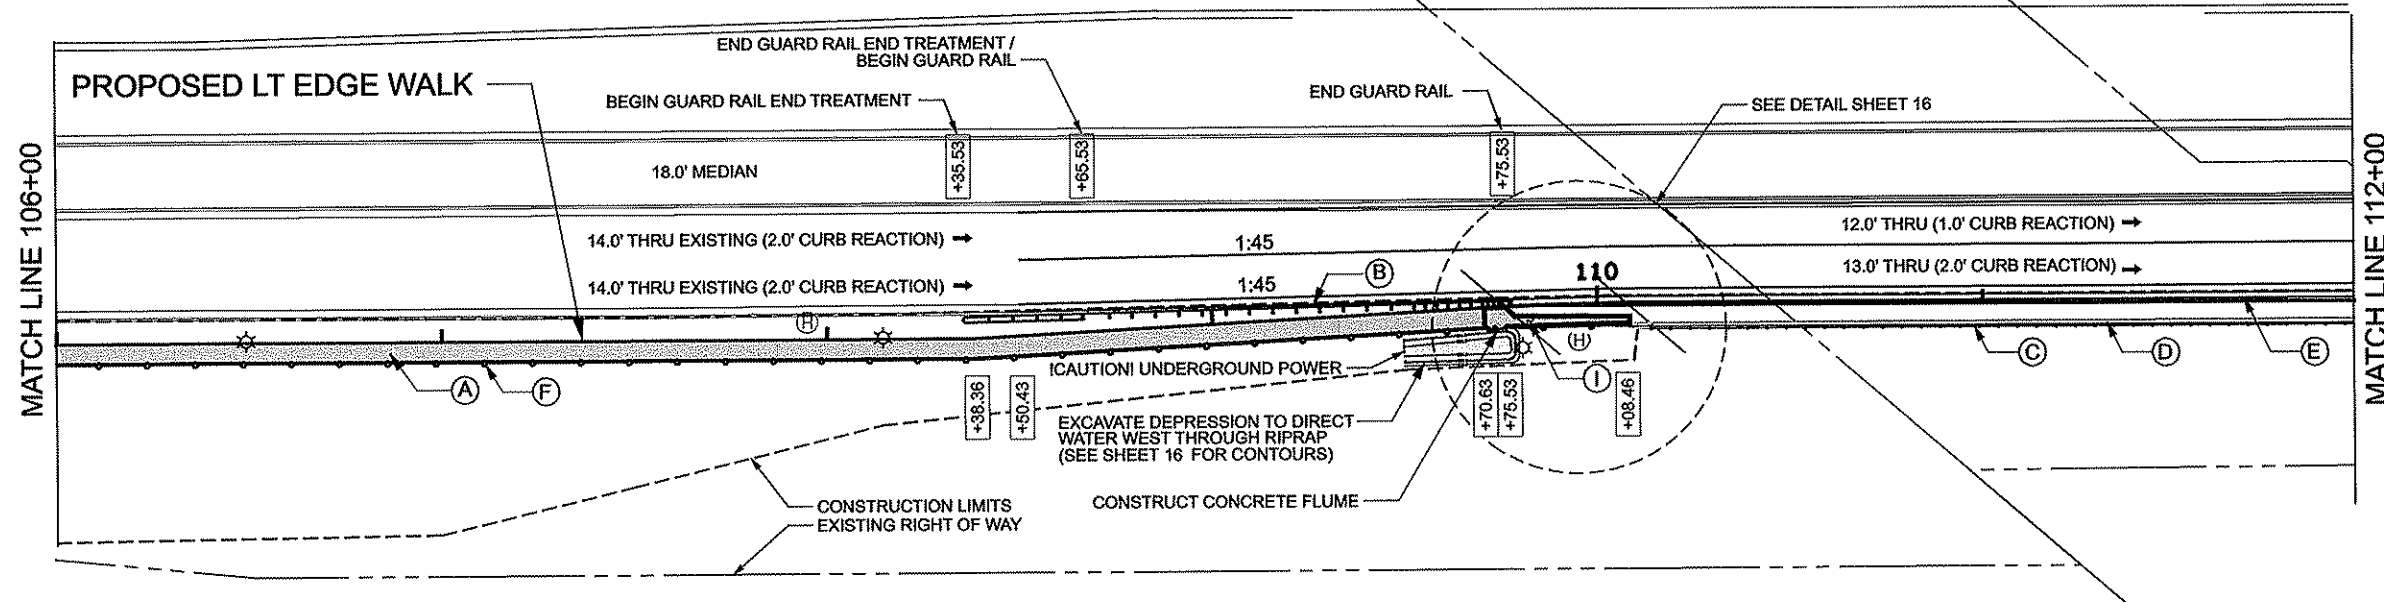 END GUARD RAIL END TREATMENT /
BEGIN GUARD RAIL
PROPOSED LT EDGE WALK
BEGIN GUARD RAIL END TREATMENT
END GUARD RAIL
SEE DETAIL SHEET 16
MATCH LINE 106+00
MATCH LINE 112+00
18.0' MEDIAN
+35.53
+65.53
+75.53
14.0' THRU EXISTING (2.0' CURB REACTION)
1:45
12.0' THRU (1.0' CURB REACTION)
14.0' THRU EXISTING (2.0' CURB REACTION)
1:45
B
110
13.0' THRU (2.0' CURB REACTION)
H
H
A
F
!CAUTION! UNDERGROUND POWER
I
C
D
E
+38.36
+50.43
+70.63
+75.53
+08.46
EXCAVATE DEPRESSION TO DIRECT
WATER WEST THROUGH RIPRAP
(SEE SHEET 16 FOR CONTOURS)
CONSTRUCTION LIMITS
EXISTING RIGHT OF WAY
CONSTRUCT CONCRETE FLUME